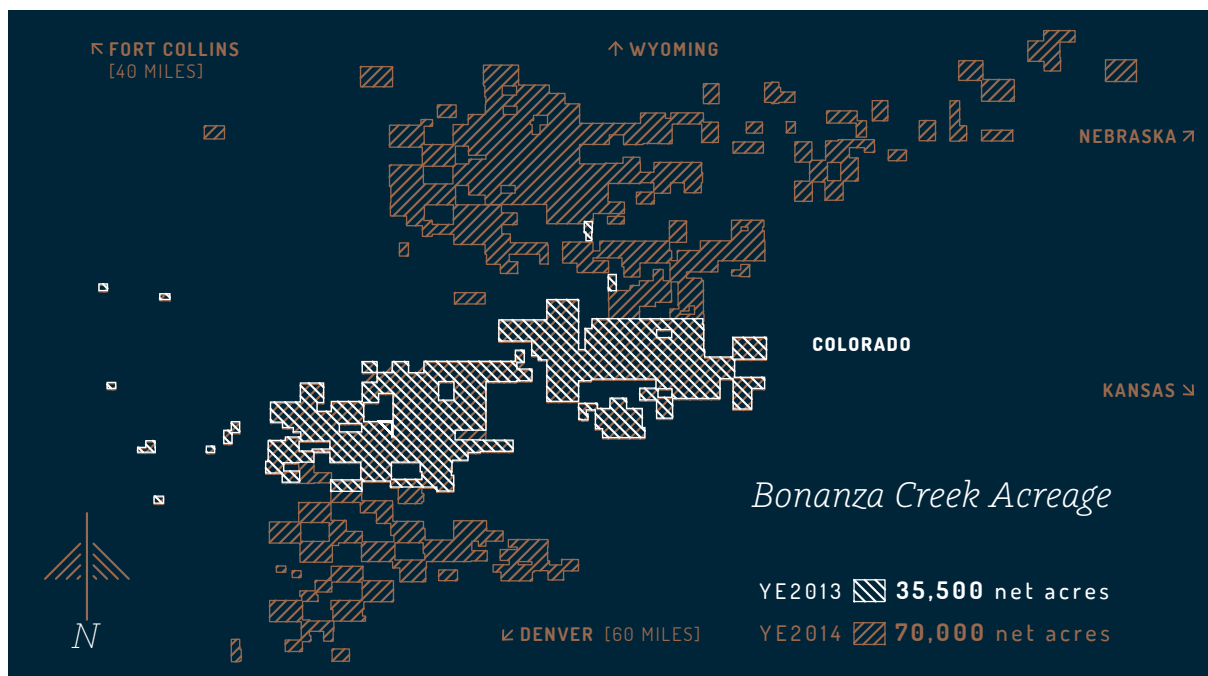 FORT COLLINS
[40 MILES]
WYOMING
NEBRASKA
COLORADO
KANSAS
Bonanza Creek Acreage
YE2013 35,500 net acres
N
DENVER [60 MILES]
YE2014 70,000 net acres